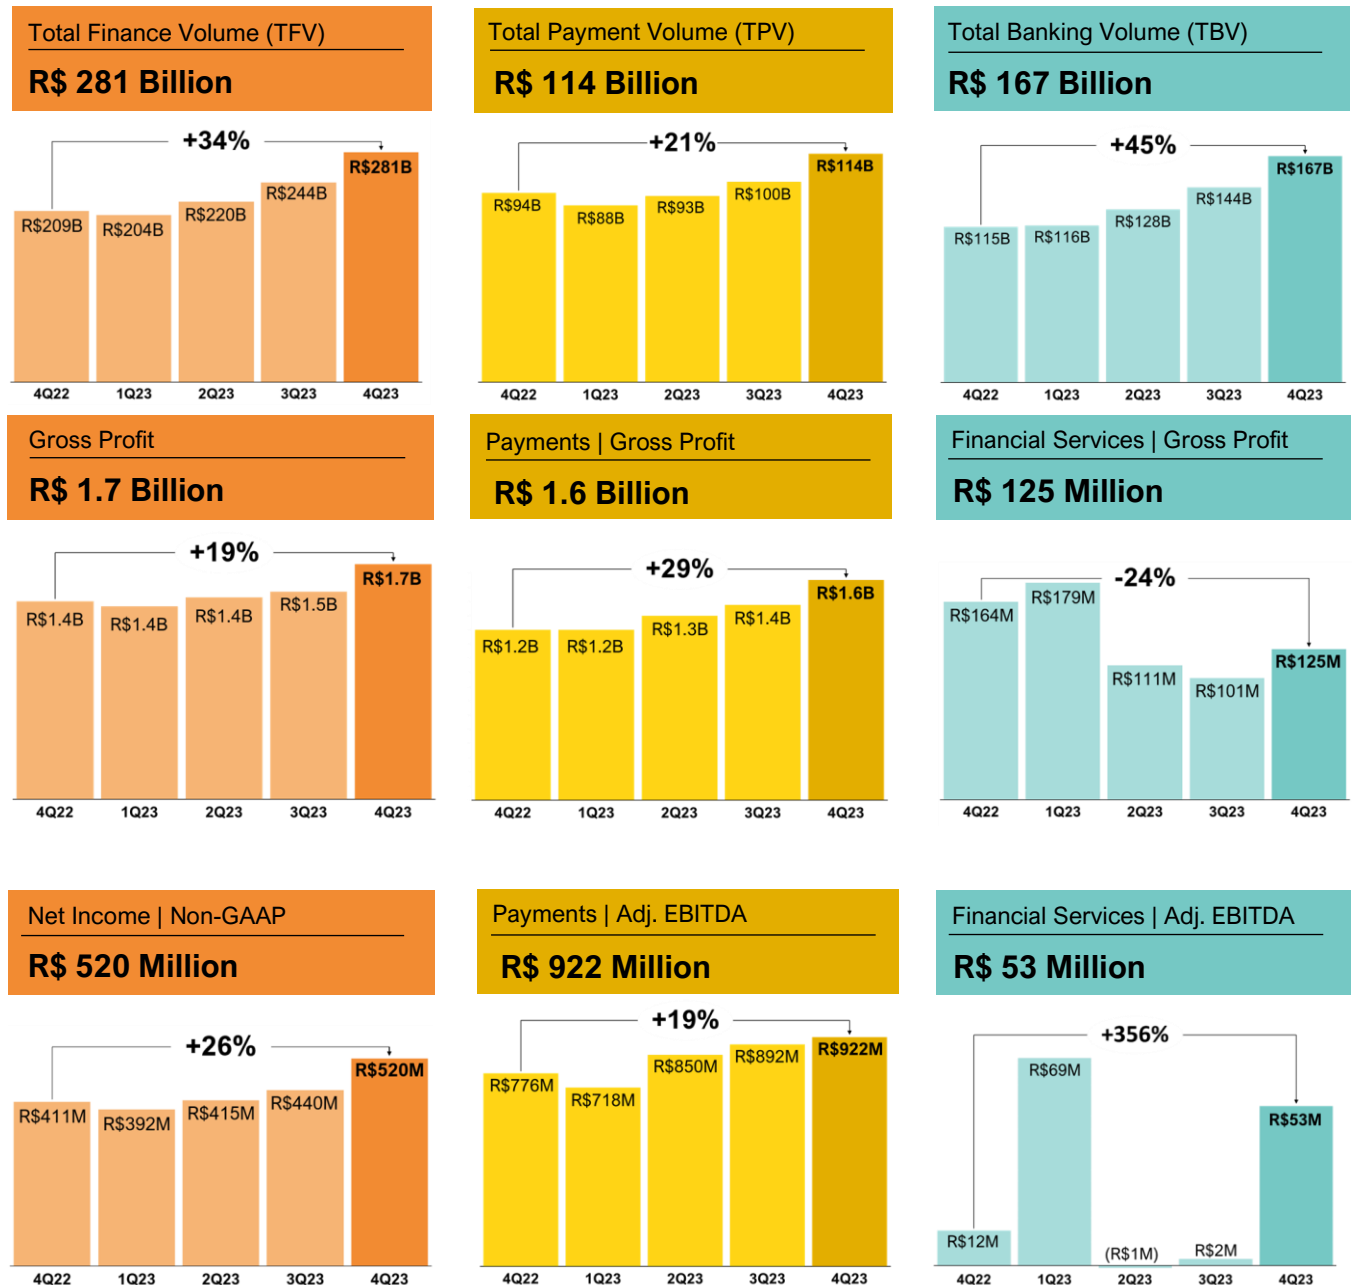 Total Finance Volume (TFV)
R$ 281 Billion
+34%
R$209B
R$204B
R$220B
R$244B
R$281B
4Q22 1Q23 2Q23 3Q23 4Q23
Total Payment Volume (TPV)
R$ 114 Billion
+21%
R$94B
R$88B
R$93B
R$100B
R$114B
4Q22 1Q23 2Q23 3Q23 4Q23
Total Banking Volume (TBV)
R$ 167 Billion
+45%
R$115B
R$116B
R$128B
R$144B
R$167B
4Q22 1Q23 2Q23 3Q23 4Q23
Gross Profit
R$ 1.7 Billion
+19%
R$1.4B
R$1.4B
R$1.4B
R$1.5B
R$1.7B
4Q22 1Q23 2Q23 3Q23 4Q23
Payments | Gross Profit
R$ 1.6 Billion
+29%
R$1.2B
R$1.2B
R$1.3B
R$1.4B
R$1.6B
4Q22 1Q23 2Q23 3Q23 4Q23
Financial Services | Gross Profit
R$ 125 Million
-24%
R$164M
R$179M
R$111M
R$101M
R$125M
4Q22 1Q23 2Q23 3Q23 4Q23
Net Income | Non-GAAP
R$ 520 Million
+26%
R$411M
R$392M
R$415M
R$440M
R$520M
4Q22 1Q23 2Q23 3Q23 4Q23
Payments | Adj. EBITDA
R$ 922 Million
+19%
R$776M
R$718M
R$850M
R$892M
R$922M
4Q22 1Q23 2Q23 3Q23 4Q23
Financial Services | Adj. EBITDA
R$ 53 Million
+356%
R$12M
R$69M
(R$1M)
R$2M
R$53M
4Q22 1Q23 2Q23 3Q23 4Q23